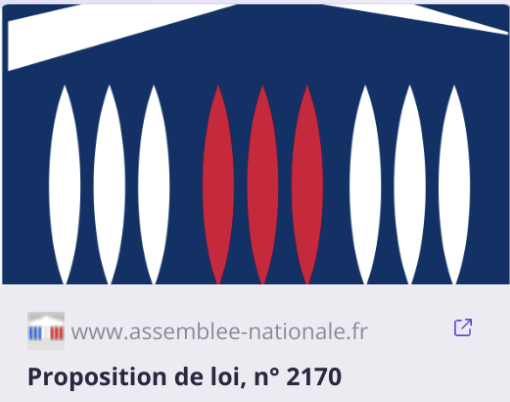 www.assemblee-nationale.fr
Proposition de loi, n° 2170